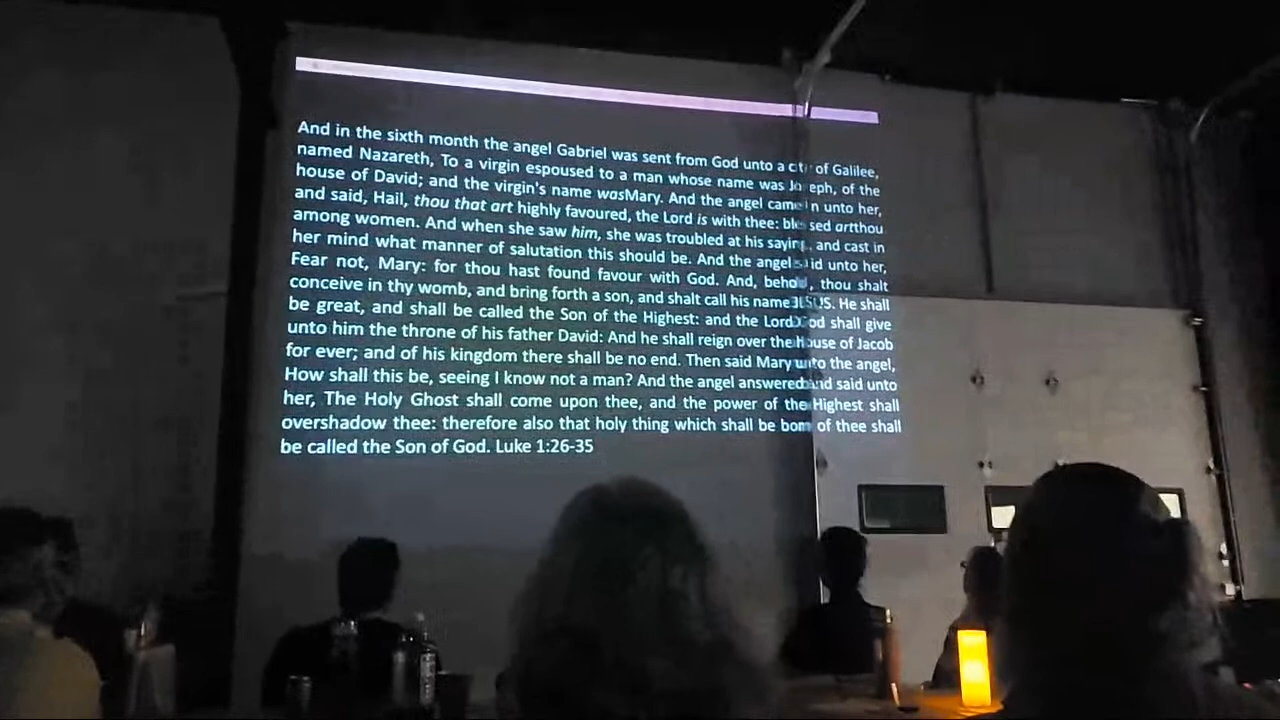 And in the sixth month the angel Gabriel was sent from God unto a city of Galilee,
named Nazareth, To a virgin espoused to a man whose name was Joseph, of the
house of David; and the virgin's name wasMary. And the angel came in unto her,
and said, Hail, thou that art highly favoured, the Lord is with thee: blessed artthou
among women. And when she saw him, she was troubled at his saying, and cast in
her mind what manner of salutation this should be. And the angel said unto her,
Fear not, Mary: for thou hast found favour with God. And, behold, thou shalt
conceive in thy womb, and bring forth a son, and shalt call his name JESUS. He shall
be great, and shall be called the Son of the Highest: and the Lord God shall give
unto him the throne of his father David: And he shall reign over the house of Jacob
for ever; and of his kingdom there shall be no end. Then said Mary unto the angel,
How shall this be, seeing I know not a man? And the angel answered and said unto
her, The Holy Ghost shall come upon thee, and the power of the Highest shall
overshadow thee: therefore also that holy thing which shall be born of thee shall
be called the Son of God. Luke 1:26-35